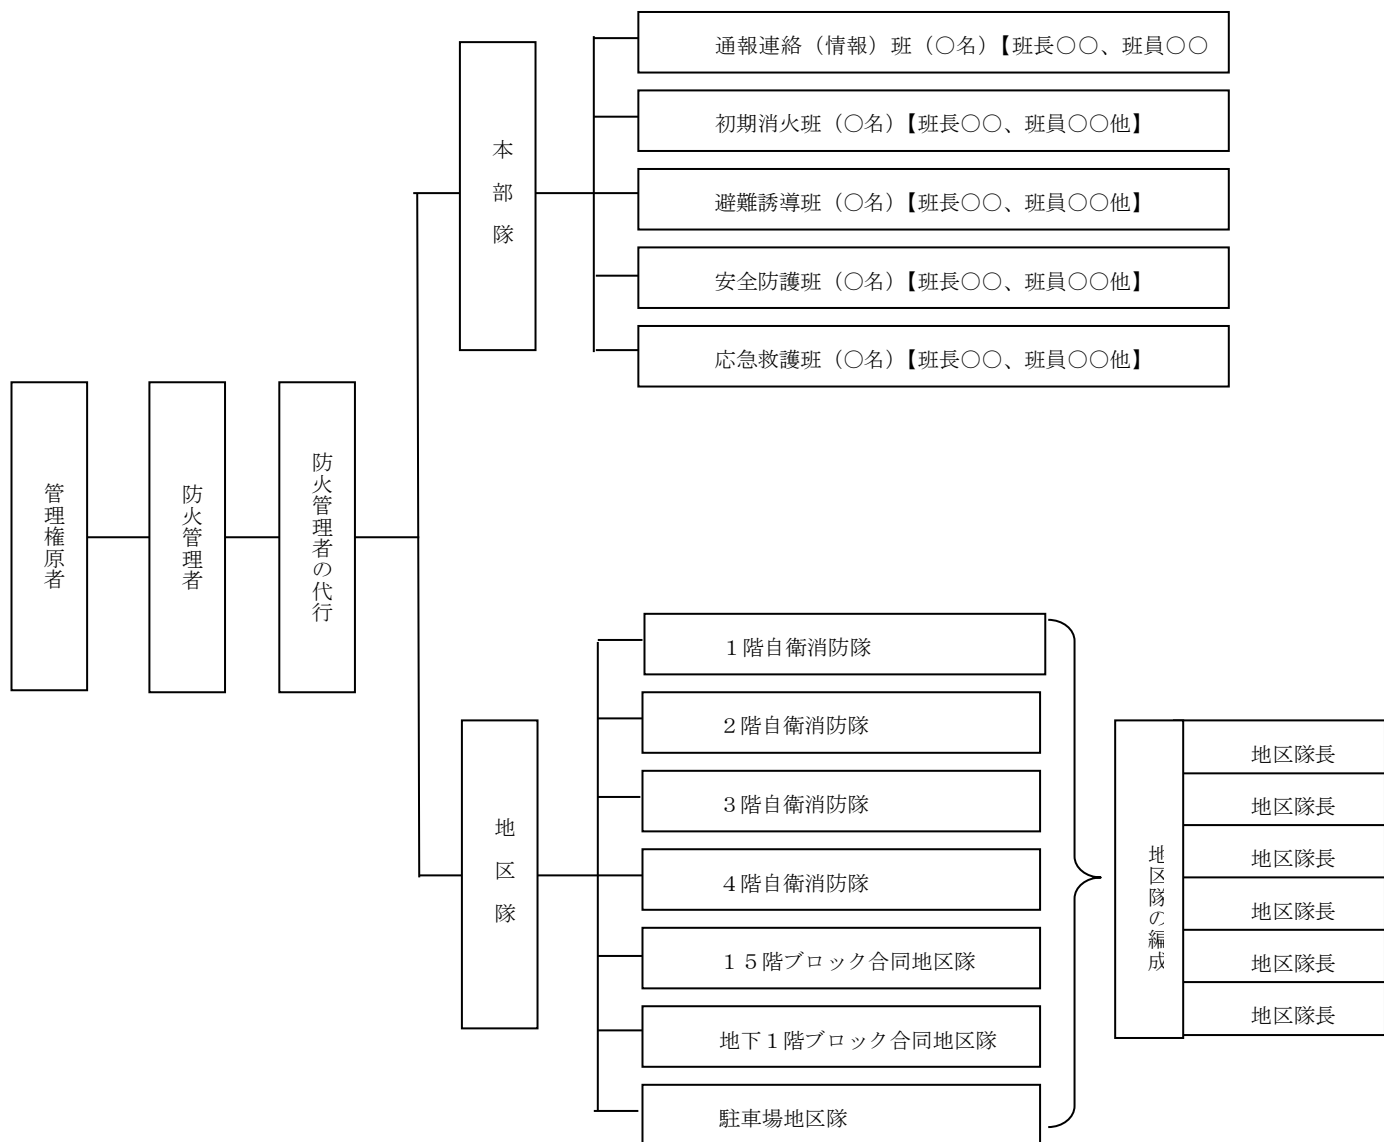 通報連絡（情報）班（○名）【班長○○、班員○○
初期消火班（○名）【班長○○、班員○○他】
避難誘導班（○名）【班長○○、班員○○他】
安全防護班（○名）【班長○○、班員○○他】
応急救護班（○名）【班長○○、班員○○他】
本部隊
管理権原者
防火管理者
防火管理者の代行
地区隊
１階自衛消防隊
２階自衛消防隊
３階自衛消防隊
４階自衛消防隊
１５階ブロック合同地区隊
地下１階ブロック合同地区隊
駐車場地区隊
地区隊の編成
地区隊長
地区隊長
地区隊長
地区隊長
地区隊長
地区隊長